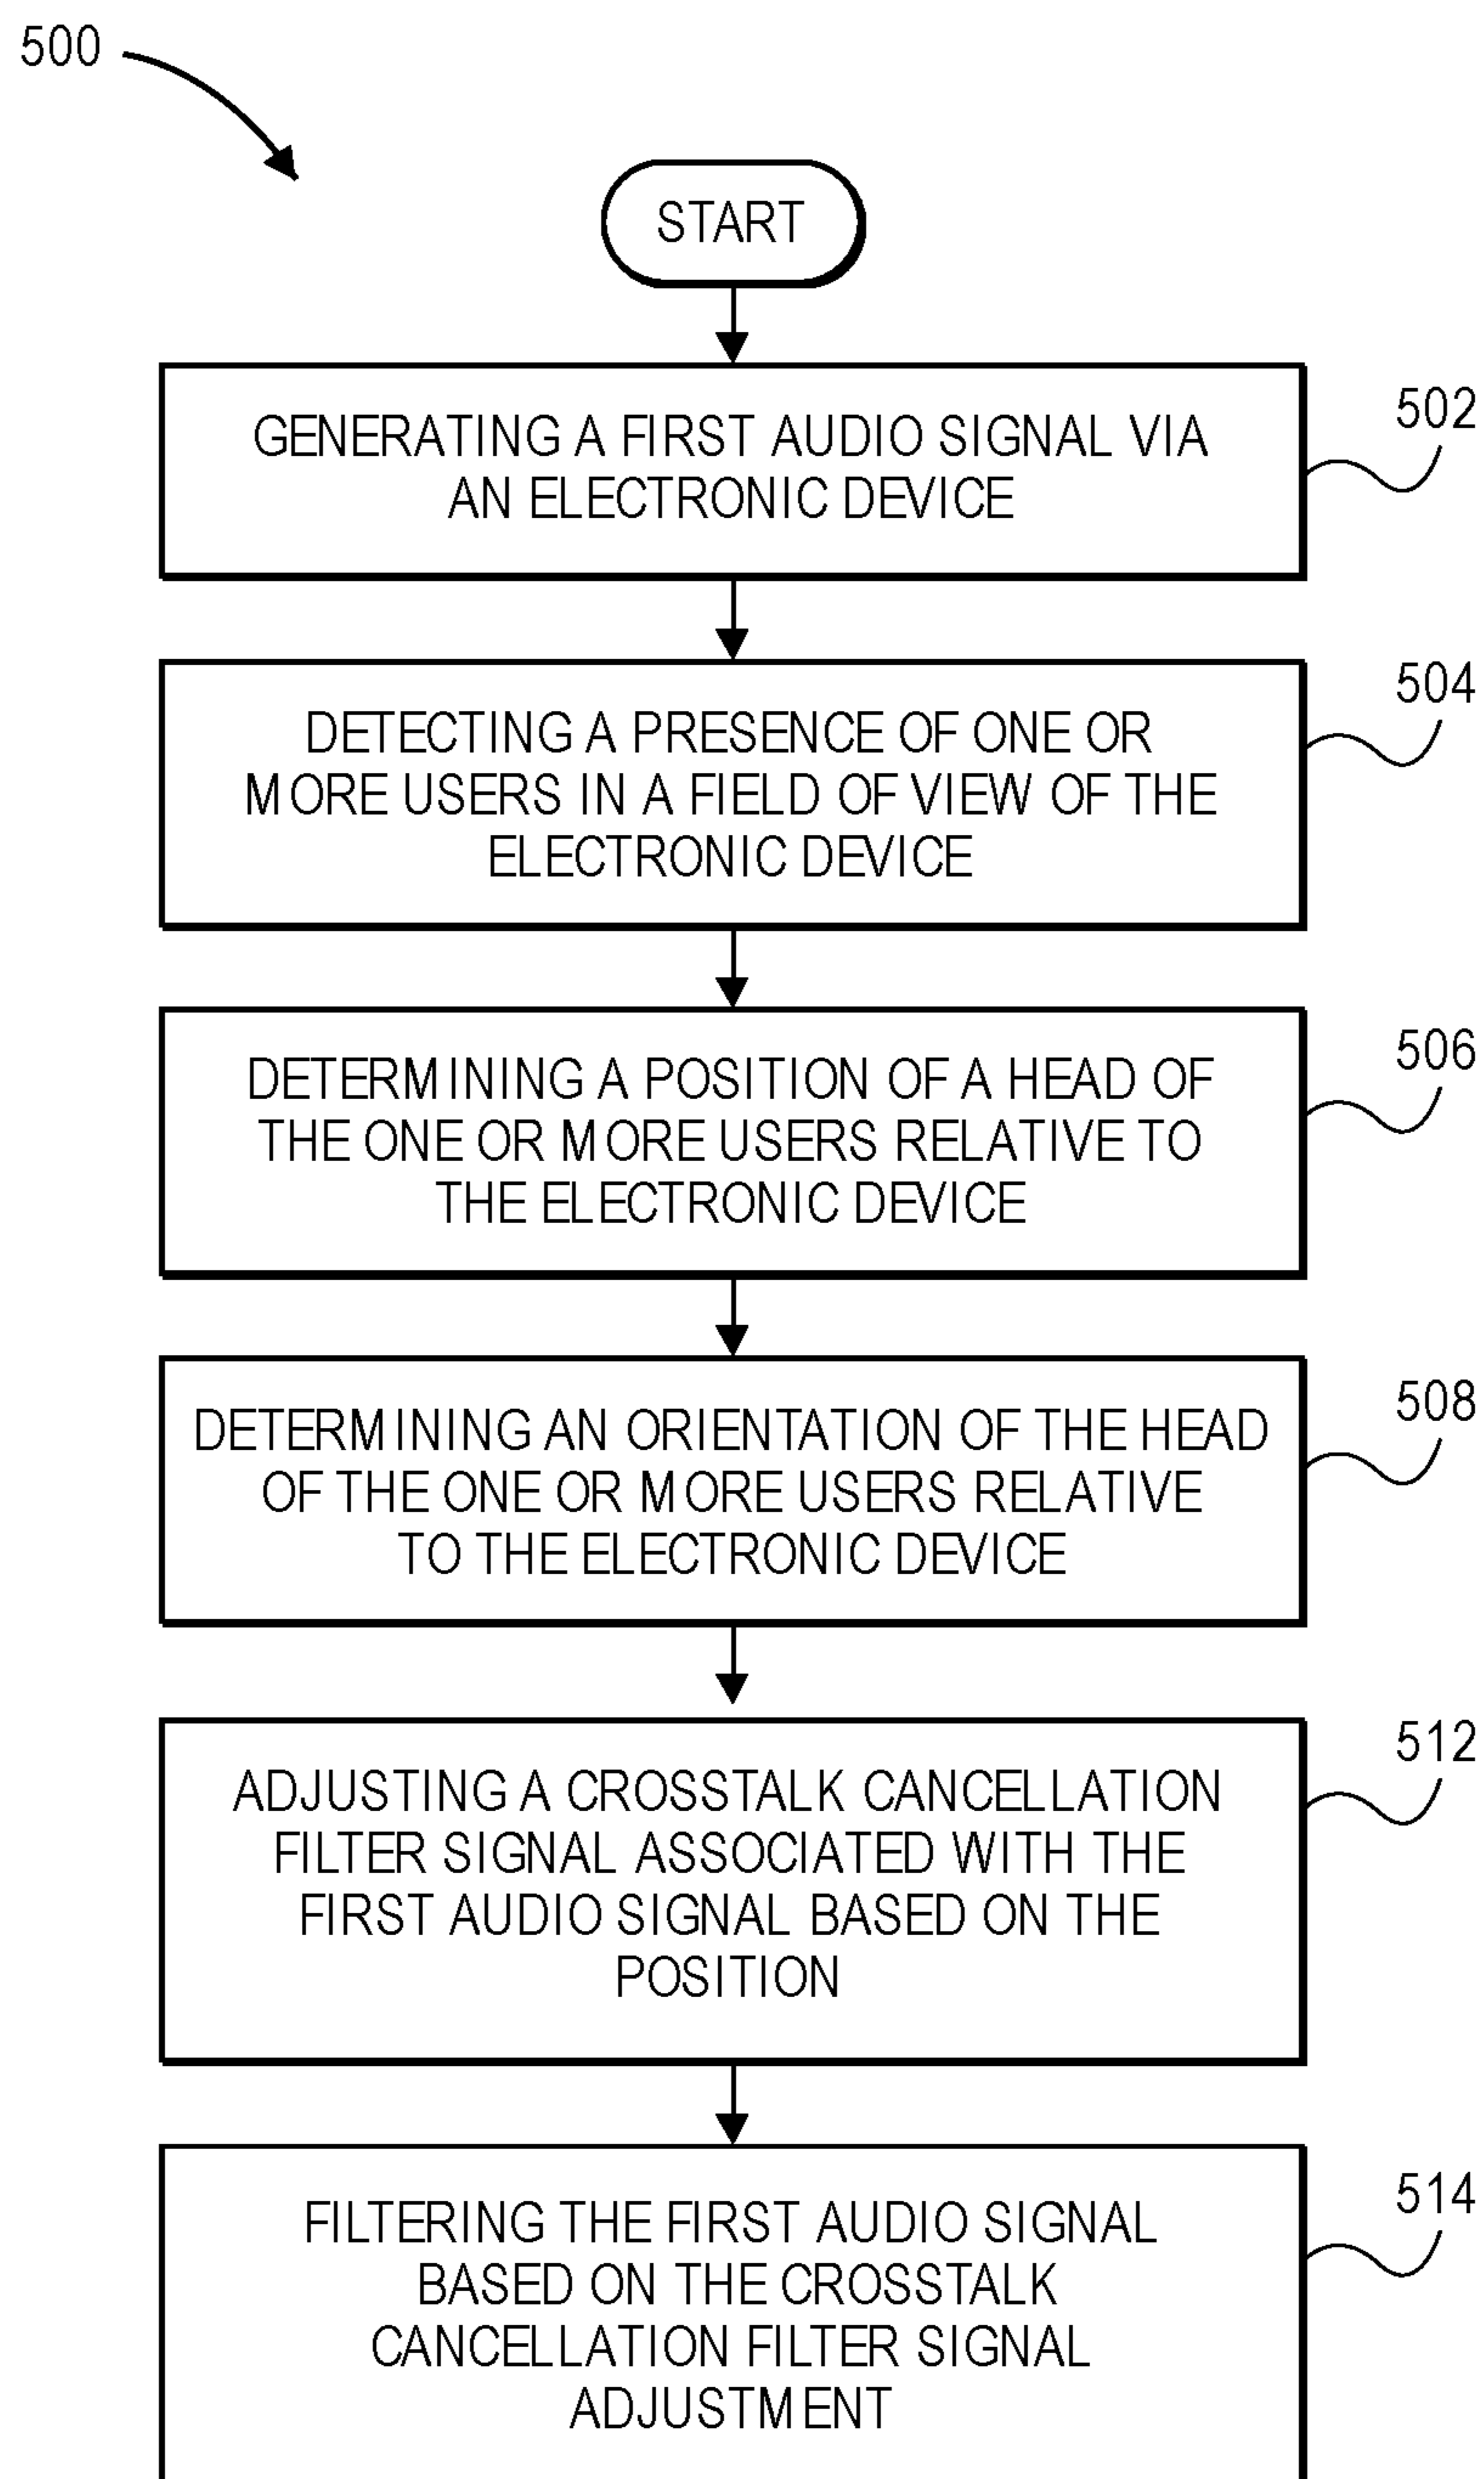 500
START
GENERATING A FIRST AUDIO SIGNAL VIA
AN ELECTRONIC DEVICE
502
DETECTING A PRESENCE OF ONE OR
MORE USERS IN A FIELD OF VIEW OF THE
ELECTRONIC DEVICE
504
DETERMINING A POSITION OF A HEAD OF
THE ONE OR MORE USERS RELATIVE TO
THE ELECTRONIC DEVICE
506
DETERMINING AN ORIENTATION OF THE HEAD
OF THE ONE OR MORE USERS RELATIVE
TO THE ELECTRONIC DEVICE
508
ADJUSTING A CROSSTALK CANCELLATION
FILTER SIGNAL ASSOCIATED WITH THE
FIRST AUDIO SIGNAL BASED ON THE
POSITION
512
FILTERING THE FIRST AUDIO SIGNAL
BASED ON THE CROSSTALK
CANCELLATION FILTER SIGNAL
ADJUSTMENT
514